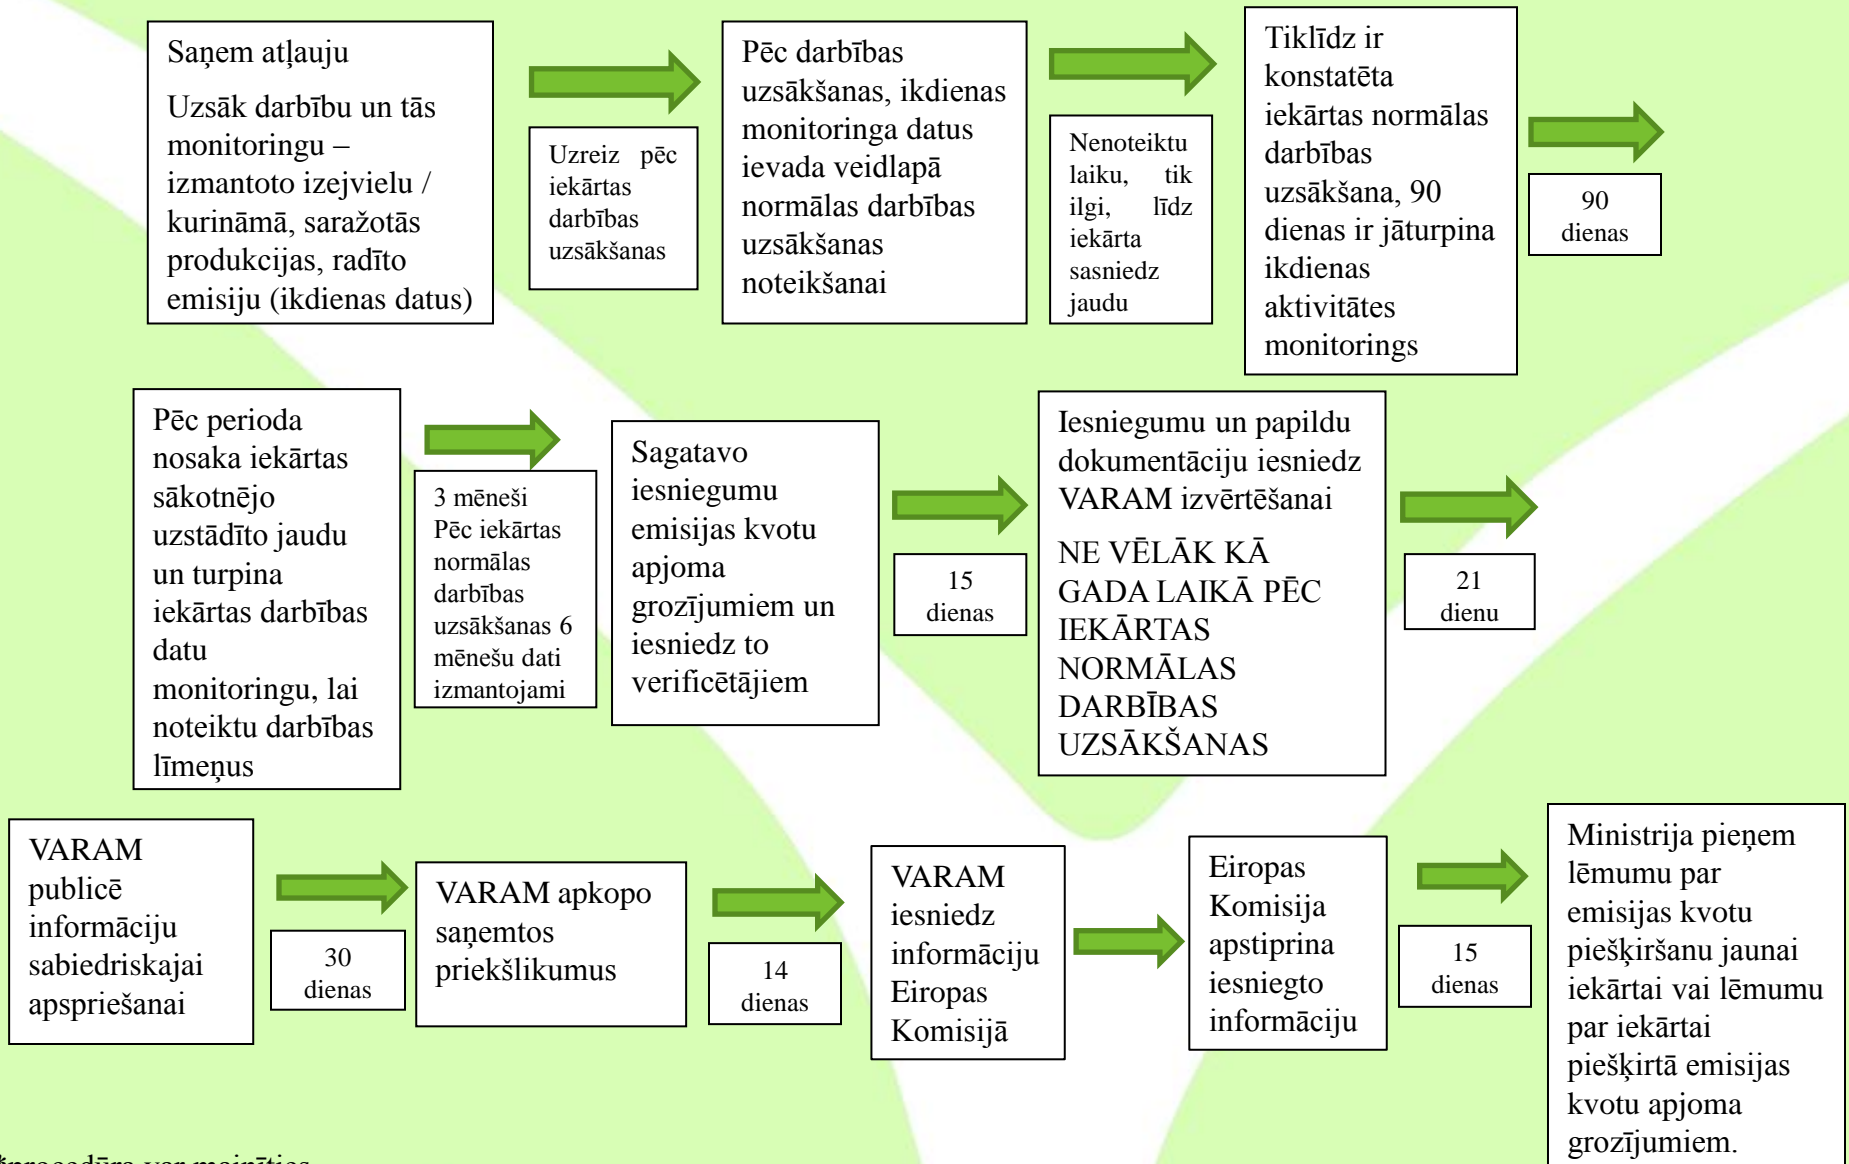 Saņem atļauju
Uzsāk darbību un tās
monitoringu –
izmantoto izejvielu /
kurināmā, saražotās
produkcijas, radīto
emisiju (ikdienas datus)
Uzreiz pēc
iekārtas
darbības
uzsākšanas
Pēc darbības
uzsākšanas, ikdienas
monitoringa datus
ievada veidlapā
normālas darbības
uzsākšanas
noteikšanai
Nenoteiktu
laiku, tik
ilgi, līdz
iekārta
sasniedz
jaudu
Tiklīdz ir
konstatēta
iekārtas normālas
darbības
uzsākšana, 90
dienas ir jāturpina
ikdienas
aktivitātes
monitorings
90
dienas
Pēc perioda
nosaka iekārtas
sākotnējo
uzstādīto jaudu
un turpina
iekārtas darbības
datu
monitoringu, lai
noteiktu darbības
līmeņus
3 mēneši
Pēc iekārtas
normālas
darbības
uzsākšanas 6
mēnešu dati
izmantojami
Sagatavo
iesniegumu
emisijas kvotu
apjoma
grozījumiem un
iesniedz to
verificētājiem
15
dienas
Iesniegumu un papildu
dokumentāciju iesniedz
VARAM izvērtēšanai
NE VĒLĀK KĀ
GADA LAIKĀ PĒC
IEKĀRTAS
NORMĀLAS
DARBĪBAS
UZSĀKŠANAS
21
dienu
VARAM
publicē
informāciju
sabiedriskajai
apspriešanai
30
dienas
VARAM apkopo
saņemtos
priekšlikumus
14
dienas
VARAM
iesniedz
informāciju
Eiropas
Komisijā
Eiropas
Komisija
apstiprina
iesniegto
informāciju
15
dienas
Ministrija pieņem
lēmumu par
emisijas kvotu
piešķiršanu jaunai
iekārtai vai lēmumu
par iekārtai
piešķirtā emisijas
kvotu apjoma
grozījumiem.
*procedūra var mainīties